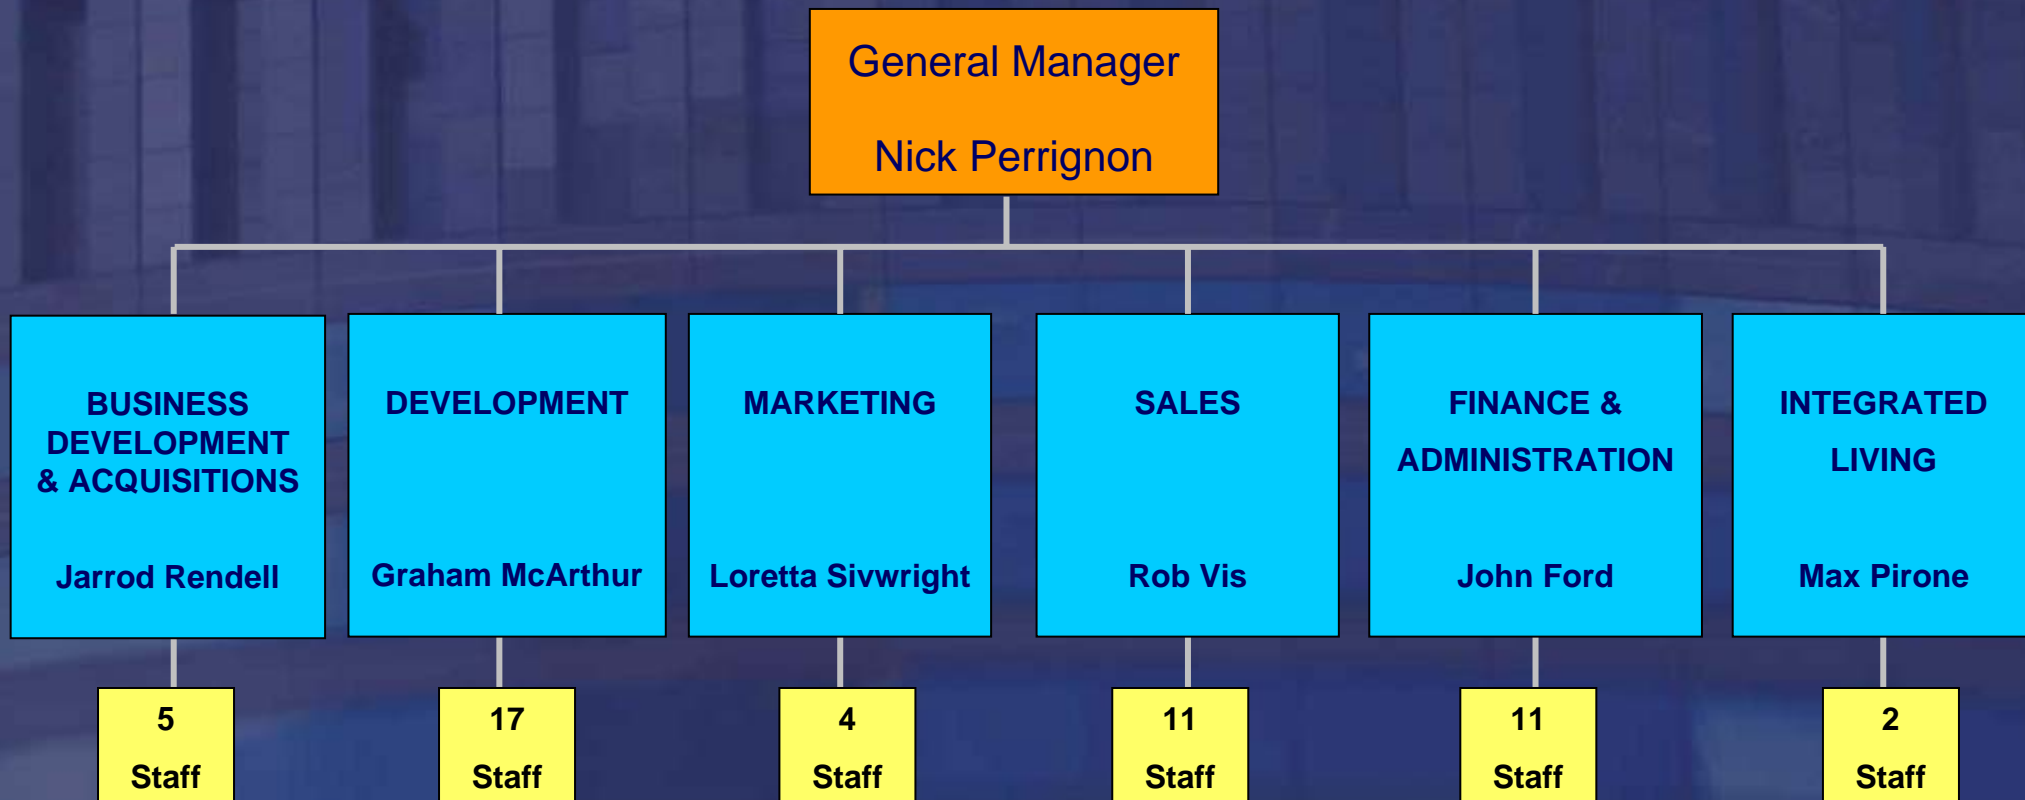 General Manager
Nick Perrignon
BUSINESS
DEVELOPMENT
& ACQUISITIONS
Jarrod Rendell
DEVELOPMENT
Graham McArthur
MARKETING
Loretta Sivwright
SALES
Rob Vis
FINANCE &
ADMINISTRATION
John Ford
INTEGRATED
LIVING
Max Pirone
5
Staff
17
Staff
4
Staff
11
Staff
11
Staff
2
Staff